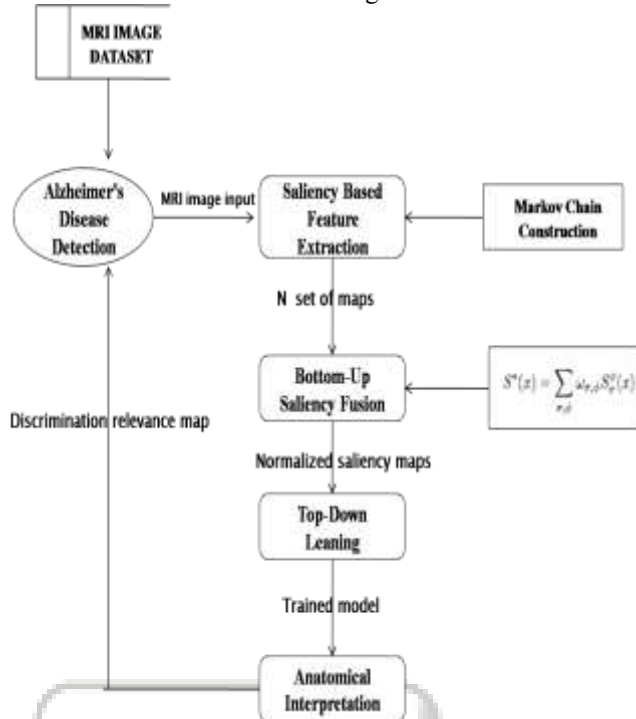 MRI IMAGE
DATASET
Alzheimer's
Disease
Detection
MRI image input
Saliency Based
Feature
Extraction
Markov Chain
Construction
N set of maps
Bottom-Up
Saliency Fusion
Discrimination relevance map
Normalized saliency maps
Top-Down
Leaning
Trained model
Anatomical
Interpretation